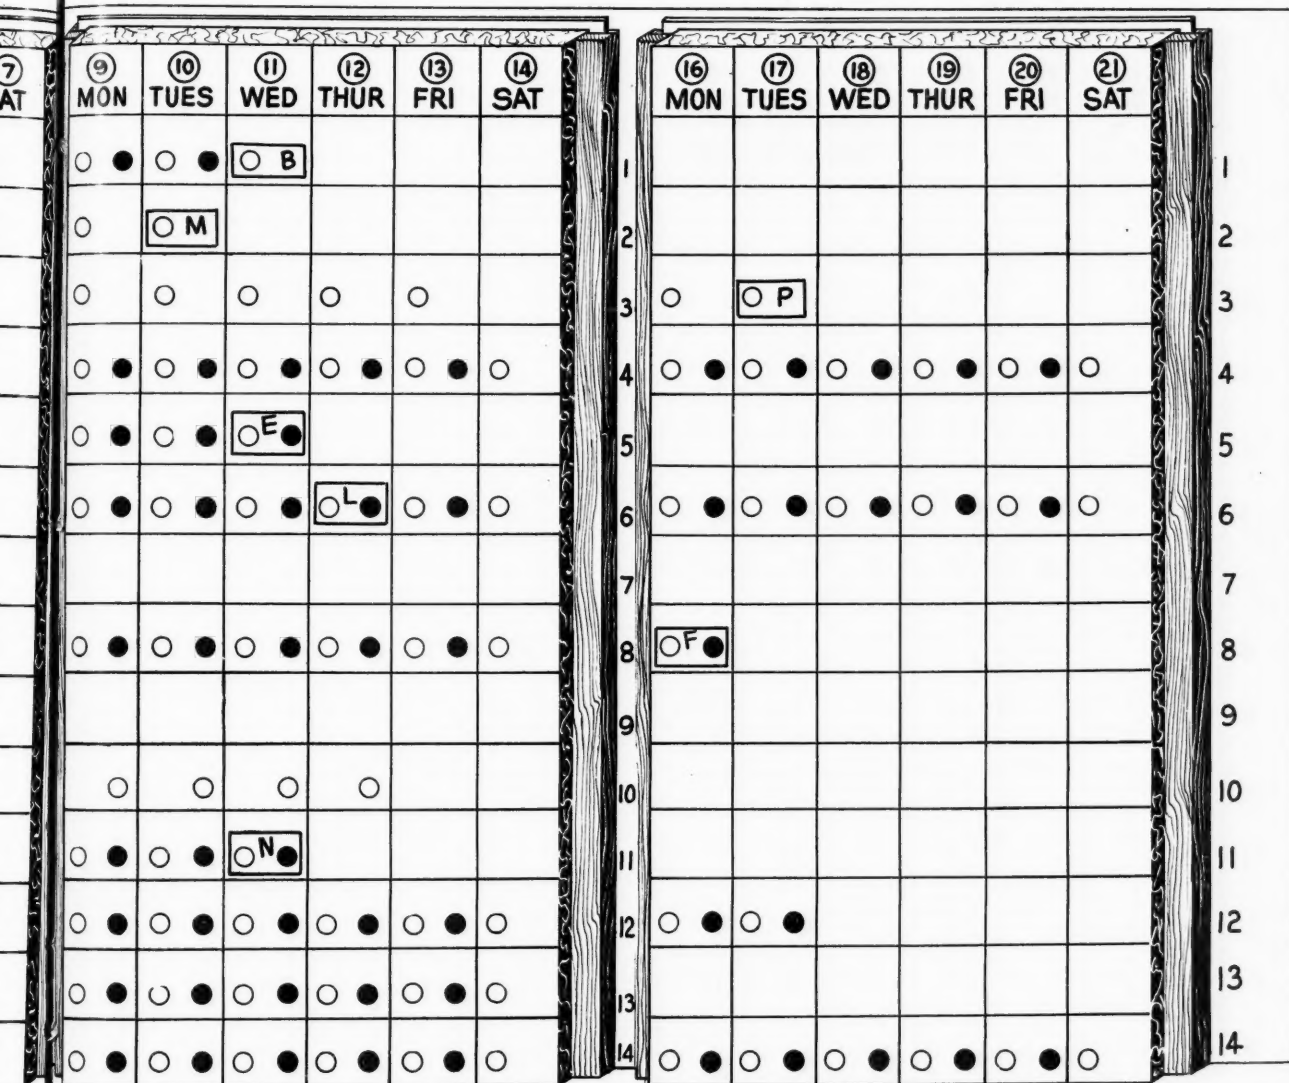 7 9 10 11 12 13 14 16 17 18 19 20 21
AT MON TUES WED THUR FRI SAT MON TUES WED THUR FRI SAT
B 1 1
M 2 2
3 P 3
4 4
E 5 5
L 6 6
7 7
8 F 8
9 9
10 10
N 11 11
12 12
13 13
14 14